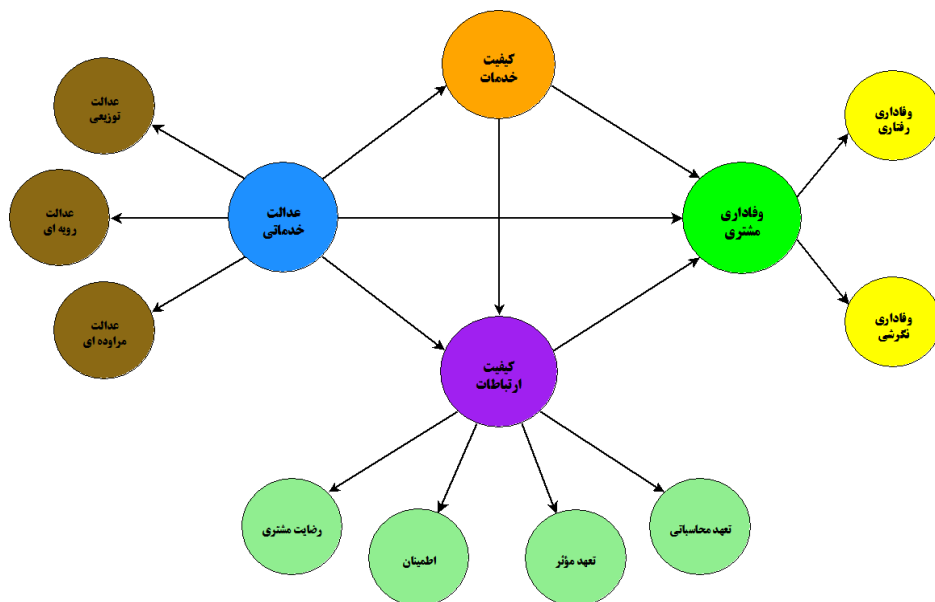 کیفیت
خدمات
عدالت
توزیعی
وفاداری
رفتاری
عدالت
رویه ای
عدالت
خدماتی
وفاداری
مشتری
عدالت
مراوده ای
وفاداری
نگرشی
کیفیت
ارتباطات
تعهد محاسباتی
رضایت مشتری
تعهد مؤثر
اطمینان